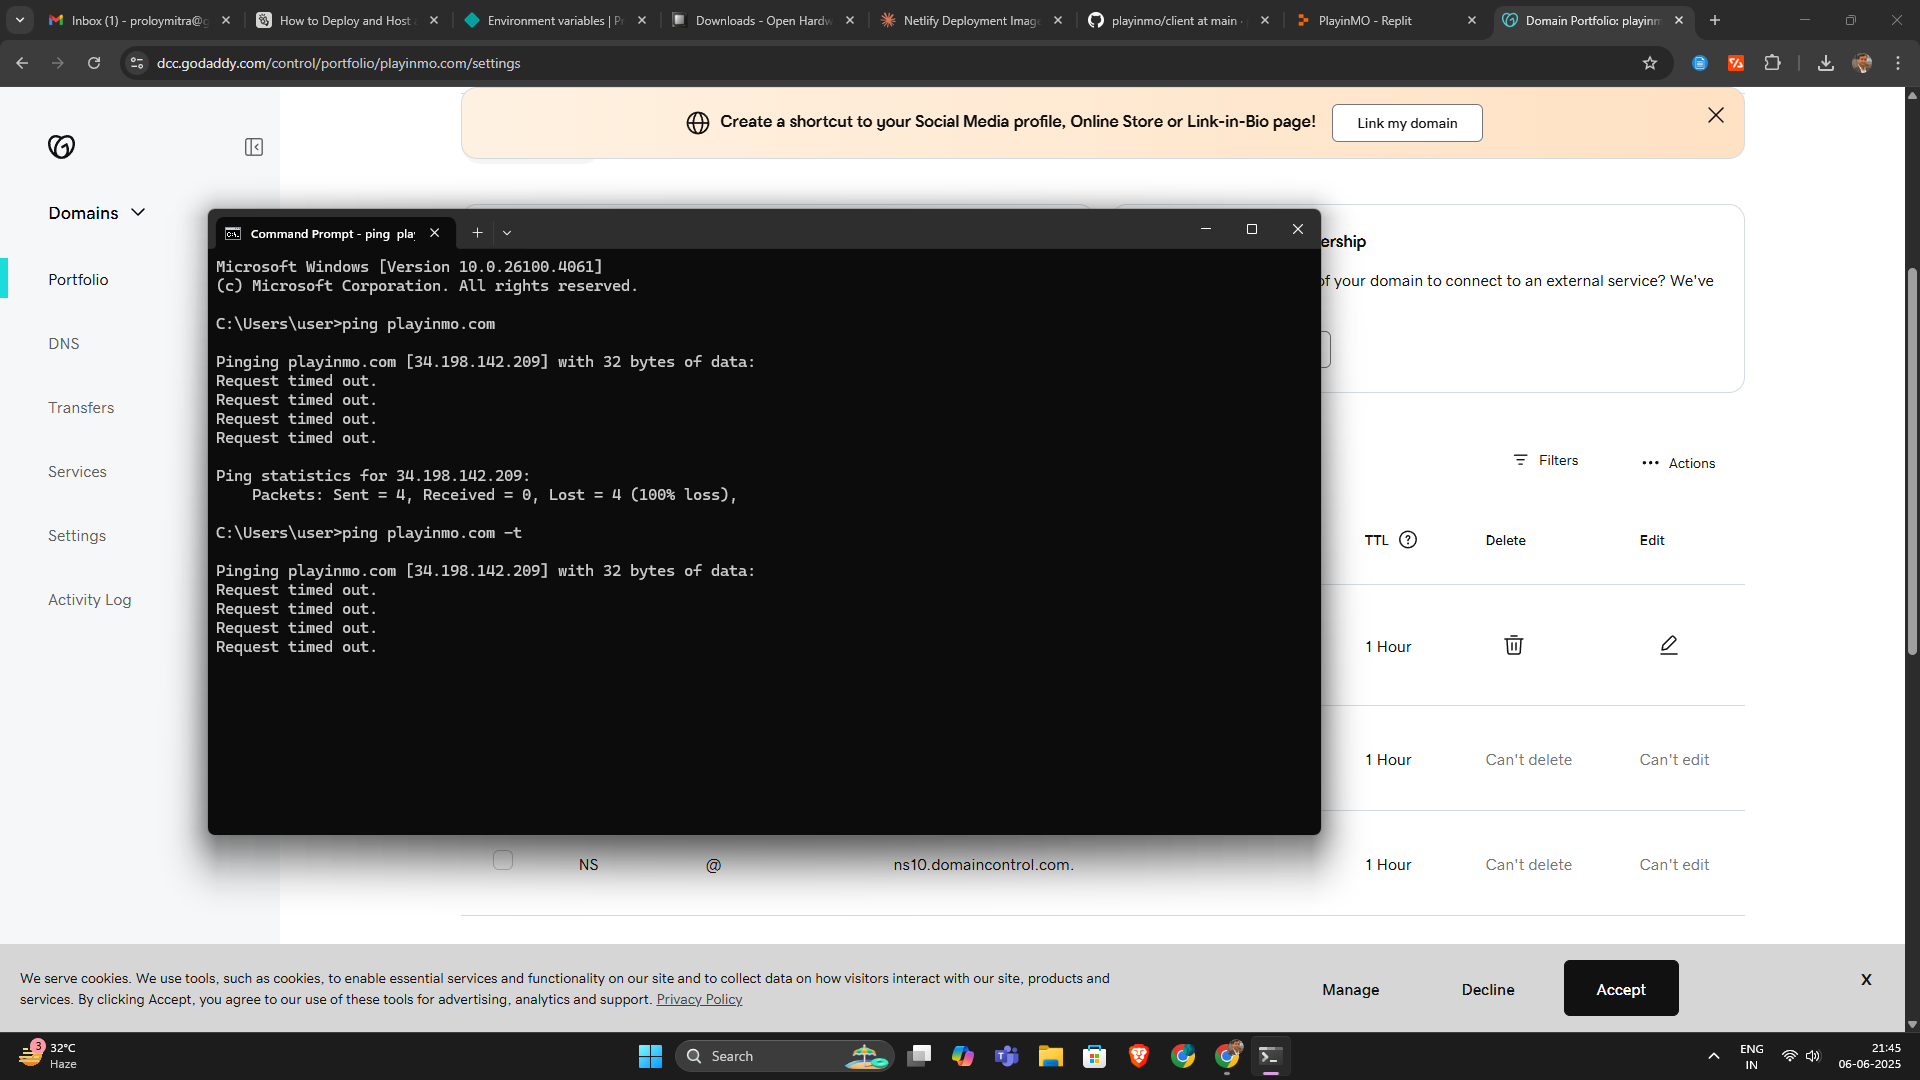 Inbox (1) - proloymitra@g
How to Deploy and Host
Environment variables | Pr
Downloads - Open Hardw
Netlify Deployment Image
playinmo/client at main ·
PlayinMO - Replit
Domain Portfolio: playinm
dcc.godaddy.com/control/portfolio/playinmo.com/settings
Create a shortcut to your Social Media profile, Online Store or Link-in-Bio page!
Link my domain
Domains
Portfolio
DNS
Transfers
Services
Settings
Activity Log
Command Prompt - ping pla
Microsoft Windows [Version 10.0.26100.4061]
(c) Microsoft Corporation. All rights reserved.
C:\Users\user>ping playinmo.com
Pinging playinmo.com [34.198.142.209] with 32 bytes of data:
Request timed out.
Request timed out.
Request timed out.
Request timed out.
Ping statistics for 34.198.142.209:
Packets: Sent = 4, Received = 0, Lost = 4 (100% loss),
C:\Users\user>ping playinmo.com -t
Pinging playinmo.com [34.198.142.209] with 32 bytes of data:
Request timed out.
Request timed out.
Request timed out.
Request timed out.
ership
of your domain to connect to an external service? We've
Filters
Actions
TTL
Delete
Edit
1 Hour
1 Hour
Can't delete
Can't edit
NS
@
ns10.domaincontrol.com.
1 Hour
Can't delete
Can't edit
We serve cookies. We use tools, such as cookies, to enable essential services and functionality on our site and to collect data on how visitors interact with our site, products and
services. By clicking Accept, you agree to our use of these tools for advertising, analytics and support. Privacy Policy
Manage
Decline
Accept
X
3
32°C
Haze
Search
ENG
IN
21:45
06-06-2025